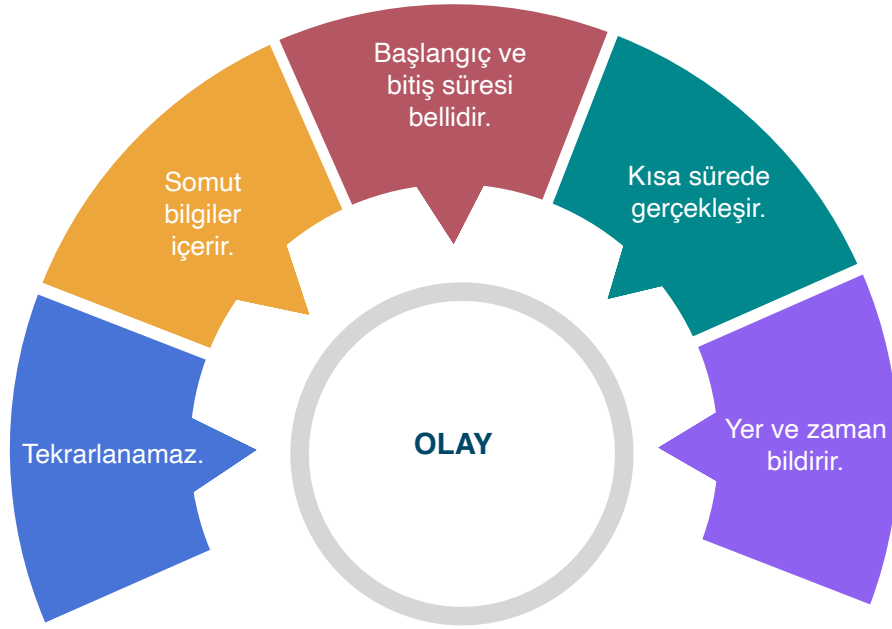 Başlangıç ve
bitiş süresi
bellidir.
Somut
bilgiler
içerir.
Kısa sürede
gerçekleşir.
Tekrarlanamaz.
OLAY
Yer ve zaman
bildirir.